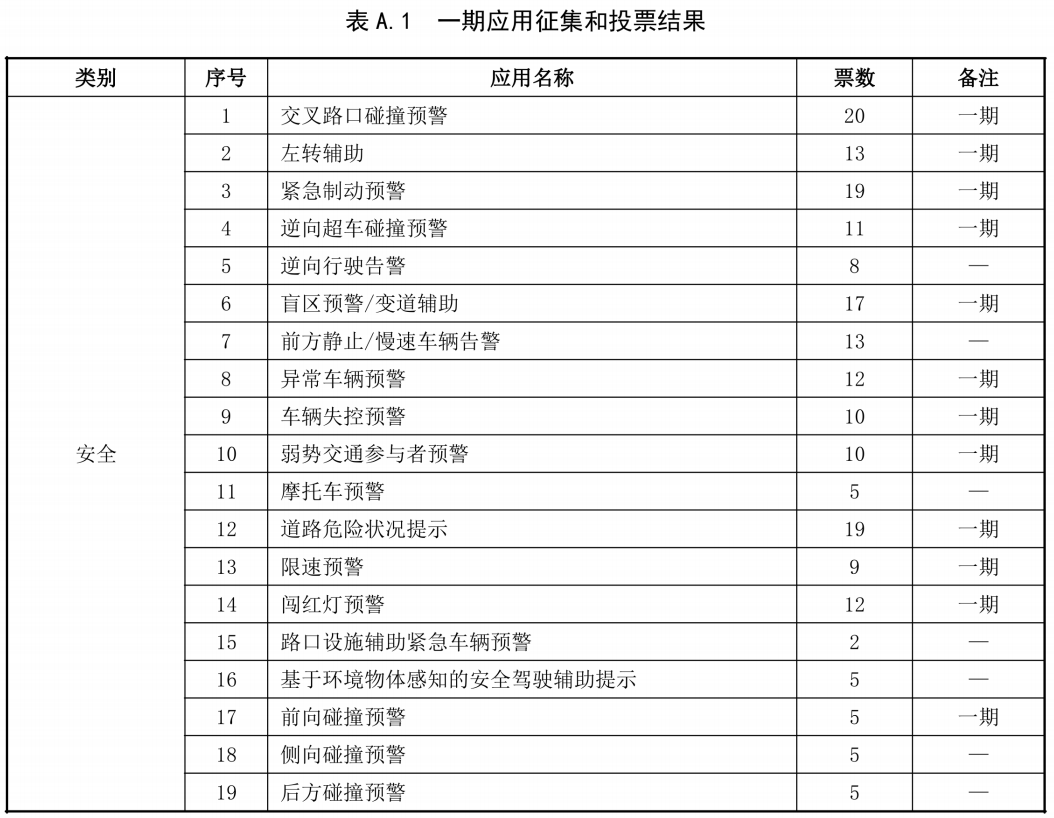 表 A.1 一期应用征集和投票结果
类别 序号 应用名称 票数 备注
1 交叉路口碰撞预警 20 一期
2 左转辅助 13 一期
3 紧急制动预警 19 一期
4 逆向超车碰撞预警 11 一期
5 逆向行驶告警 8 —
6 盲区预警/变道辅助 17 一期
7 前方静止/慢速车辆告警 13 —
8 异常车辆预警 12 一期
9 车辆失控预警 10 一期
安全 10 弱势交通参与者预警 10 一期
11 摩托车预警 5 —
12 道路危险状况提示 19 一期
13 限速预警 9 一期
14 闯红灯预警 12 一期
15 路口设施辅助紧急车辆预警 2 —
16 基于环境物体感知的安全驾驶辅助提示 5 —
17 前向碰撞预警 5 一期
18 侧向碰撞预警 5 —
19 后方碰撞预警 5 —